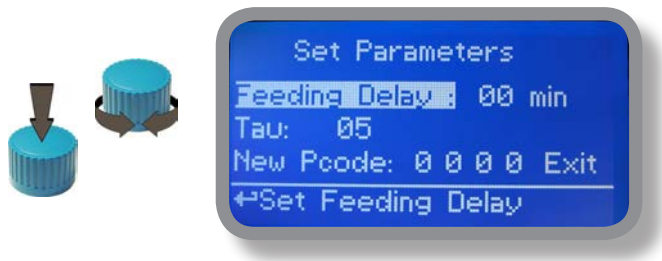 Set Parameters
Feeding Delay : 00 min
Tau: 05
New Pcode: 0 0 0 0 Exit
↵Set Feeding Delay